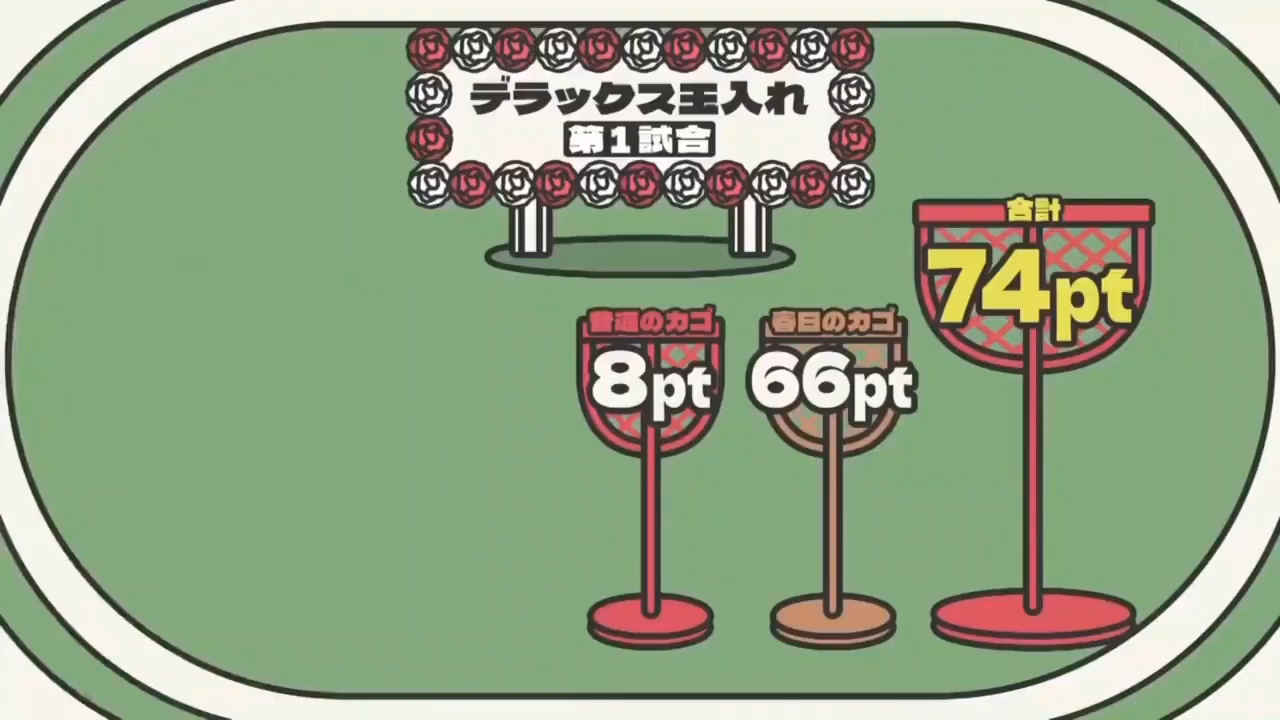 デラックス玉入れ
第1試合
合計
74pt
普通のカゴ
8pt
春日のカゴ
66pt